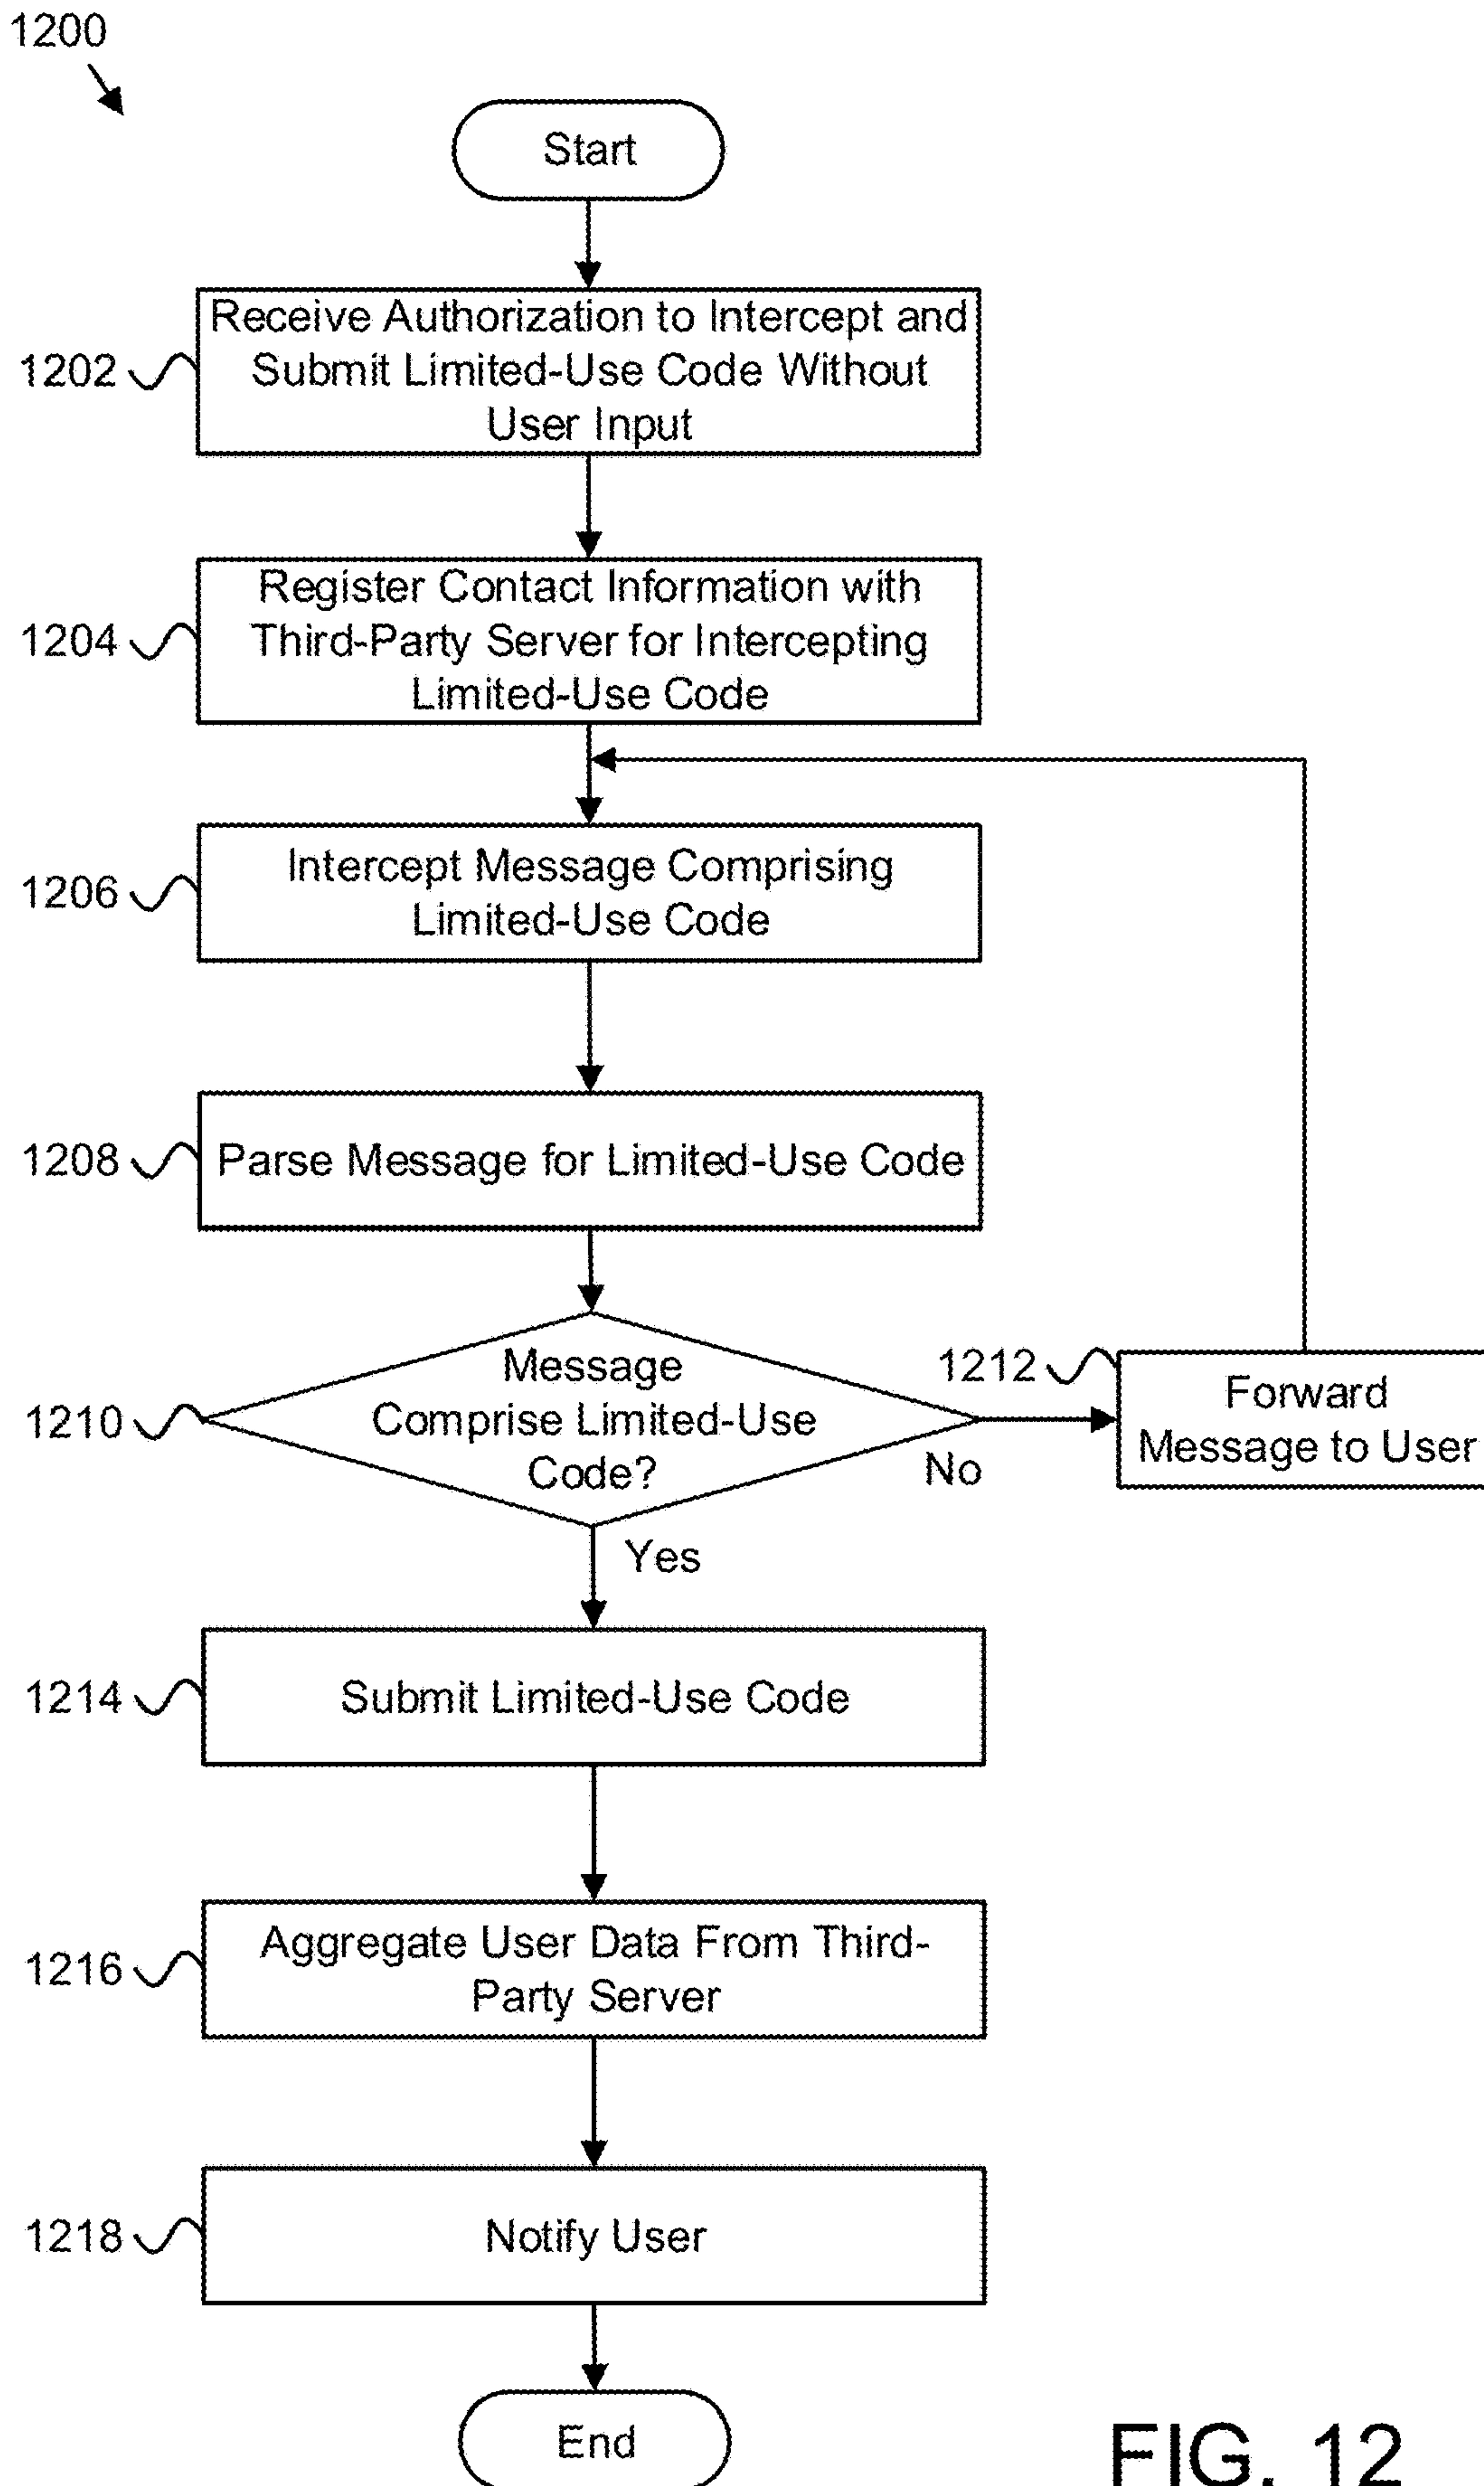 1200
Start
1202
Receive Authorization to Intercept and
Submit Limited-Use Code Without
User Input
1204
Register Contact Information with
Third-Party Server for Intercepting
Limited-Use Code
1206
Intercept Message Comprising
Limited-Use Code
1208
Parse Message for Limited-Use Code
1210
Message
Comprise Limited-Use
Code?
No
1212
Forward
Message to User
Yes
1214
Submit Limited-Use Code
1216
Aggregate User Data From Third-
Party Server
1218
Notify User
End
FIG. 12